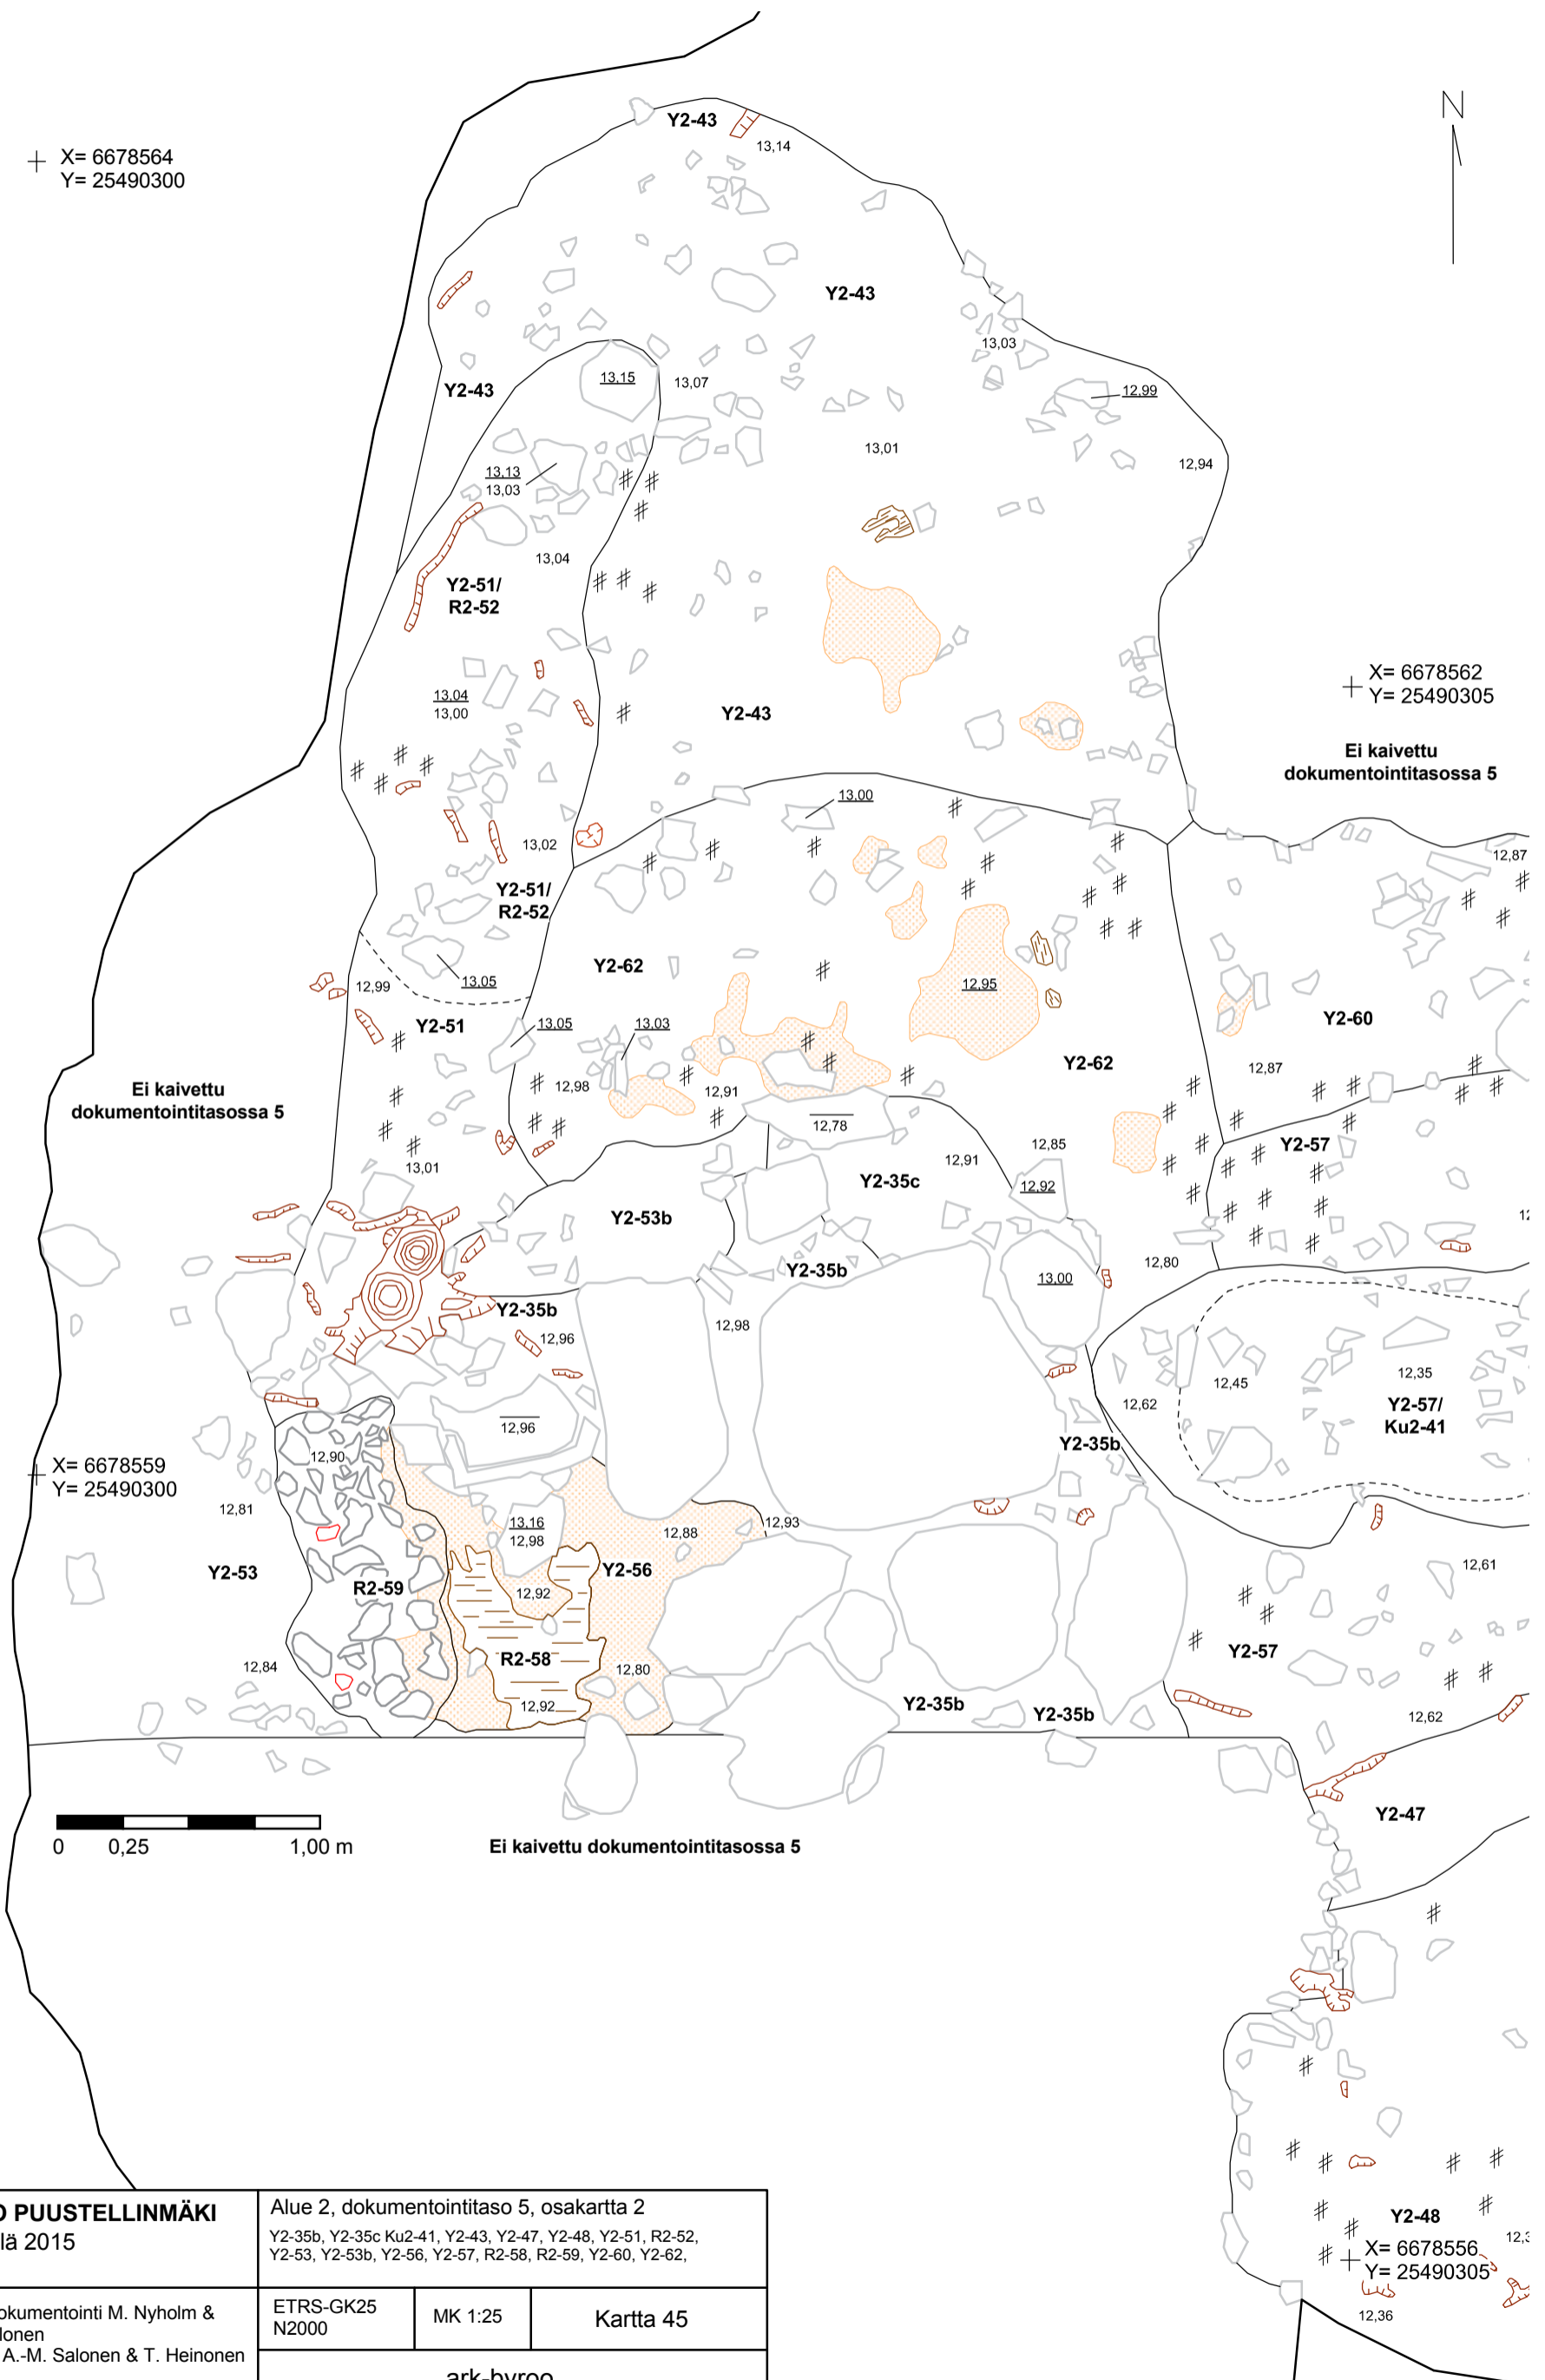 N
Y2-43
13,14
X= 6678564
Y= 25490300
Y2-43
13,03
13,15
13,07
Y2-43
12,99
13,01
12,94
13,13
13,03
13,04
Y2-51/
R2-52
X= 6678562
Y= 25490305
13,04
13,00
Y2-43
Ei kaivettu
dokumentointitasossa 5
13,00
13,02
12,87
Y2-51/
R2-52
Y2-62
13,05
12,99
12,95
Y2-51
13,05
13,03
Y2-60
Y2-62
12,87
12,98
12,91
Ei kaivettu
dokumentointitasossa 5
12,78
12,85
Y2-57
13,01
12,91
Y2-35c
12,92
Y2-53b
12,80
Y2-35b
13,00
Y2-35b
12,96
12,98
12,35
12,45
12,62
Y2-57/
Ku2-41
12,96
Y2-35b
12,90
X= 6678559
Y= 25490300
12,81
13,16
12,98
12,88
12,93
12,61
Y2-53
Y2-56
R2-59
12,92
Y2-57
R2-58
12,84
12,80
12,92
Y2-35b
Y2-35b
12,62
Y2-47
0 0,25 1,00 m
Ei kaivettu dokumentointitasossa 5
Y2-48
X= 6678556
Y= 25490305
12,36
PUUSTELLINMÄKI
2015
Alue 2, dokumentointitaso 5, osakartta 2
Y2-35b, Y2-35c Ku2-41, Y2-43, Y2-47, Y2-48, Y2-51, R2-52,
Y2-53, Y2-53b, Y2-56, Y2-57, R2-58, R2-59, Y2-60, Y2-62,
M. Nyholm &
A.-M. Salonen & T. Heinonen
ETRS-GK25
N2000
MK 1:25
Kartta 45
ark-byroo